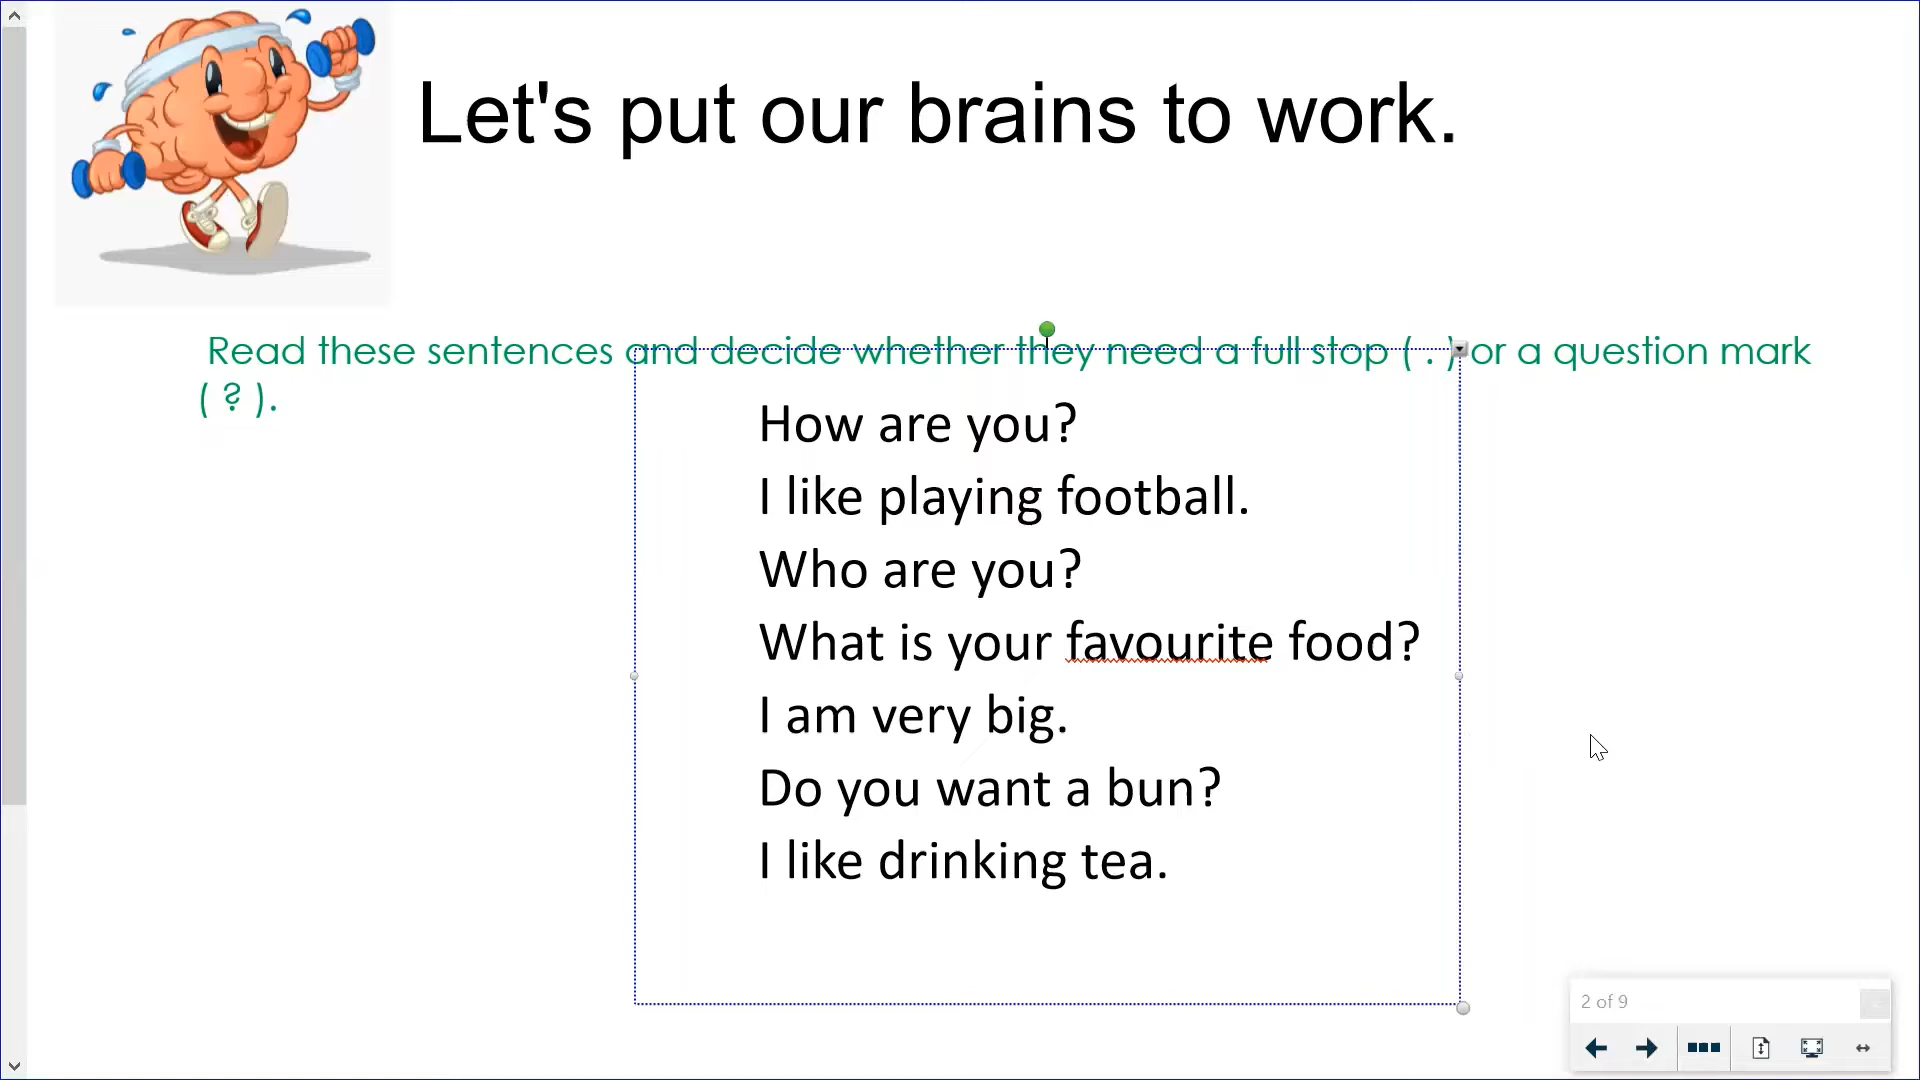 Let's put our brains to work.
Read these sentences and decide whether they need a full stop ( . ) or a question mark
( ? ).
How are you?
I like playing football.
Who are you?
What is your favourite food?
I am very big.
Do you want a bun?
I like drinking tea.
2 of 9